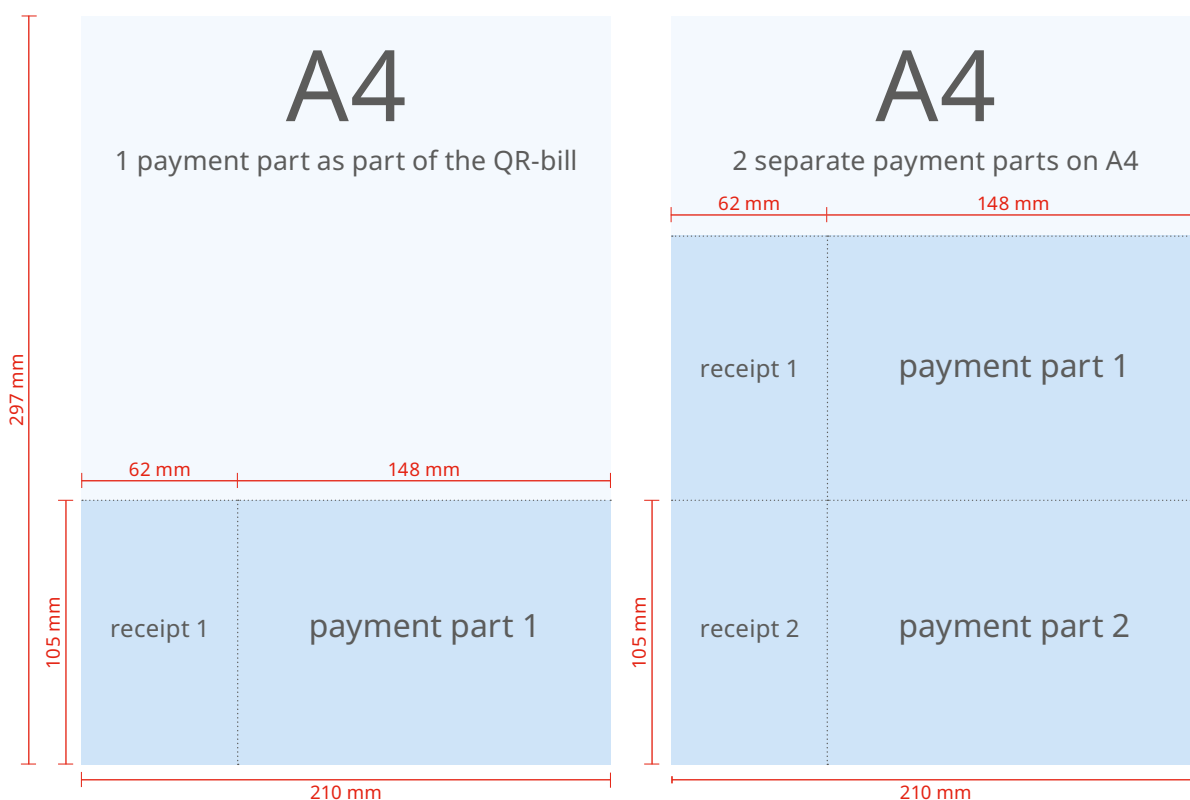 A4
1 payment part as part of the QR-bill
297 mm
62 mm 148 mm
105 mm
receipt 1 payment part 1
210 mm
A4
2 separate payment parts on A4
62 mm 148 mm
receipt 1 payment part 1
105 mm
receipt 2 payment part 2
210 mm